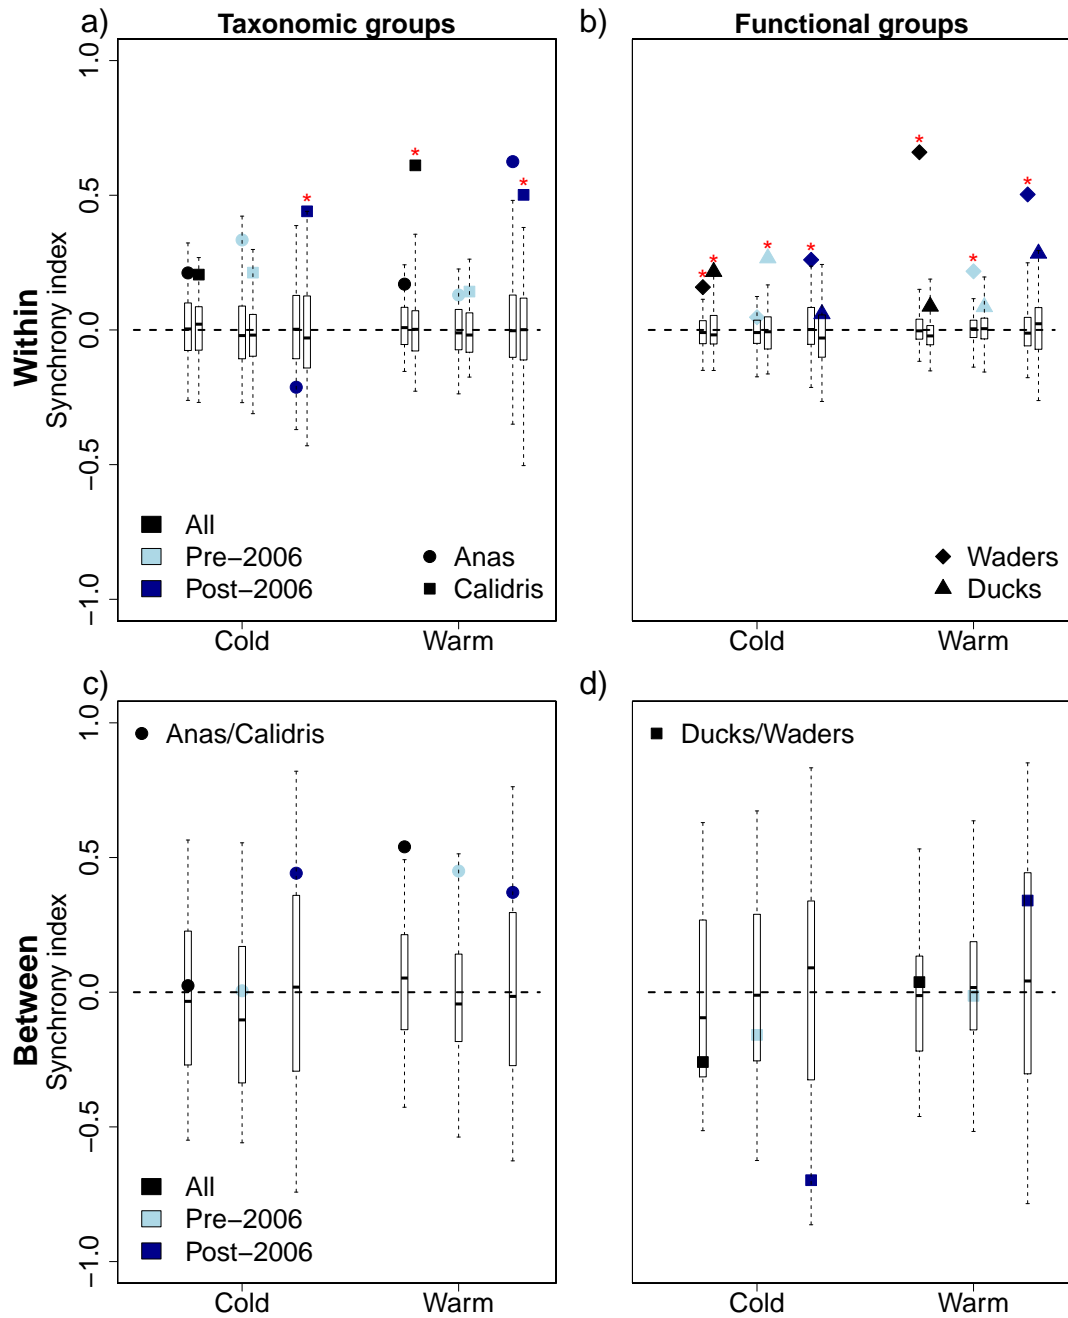 a)
Taxonomic groups
b)
Functional groups
Within
Synchrony index
1.0
0.5
0.0
−0.5
−1.0
*
*
*
*
*
*
*
*
*
*
All
Pre−2006
Post−2006
Anas
Calidris
Waders
Ducks
Cold
Warm
Cold
Warm
c)
d)
Between
Synchrony index
1.0
0.5
0.0
−0.5
−1.0
Anas/Calidris
Ducks/Waders
All
Pre−2006
Post−2006
Cold
Warm
Cold
Warm